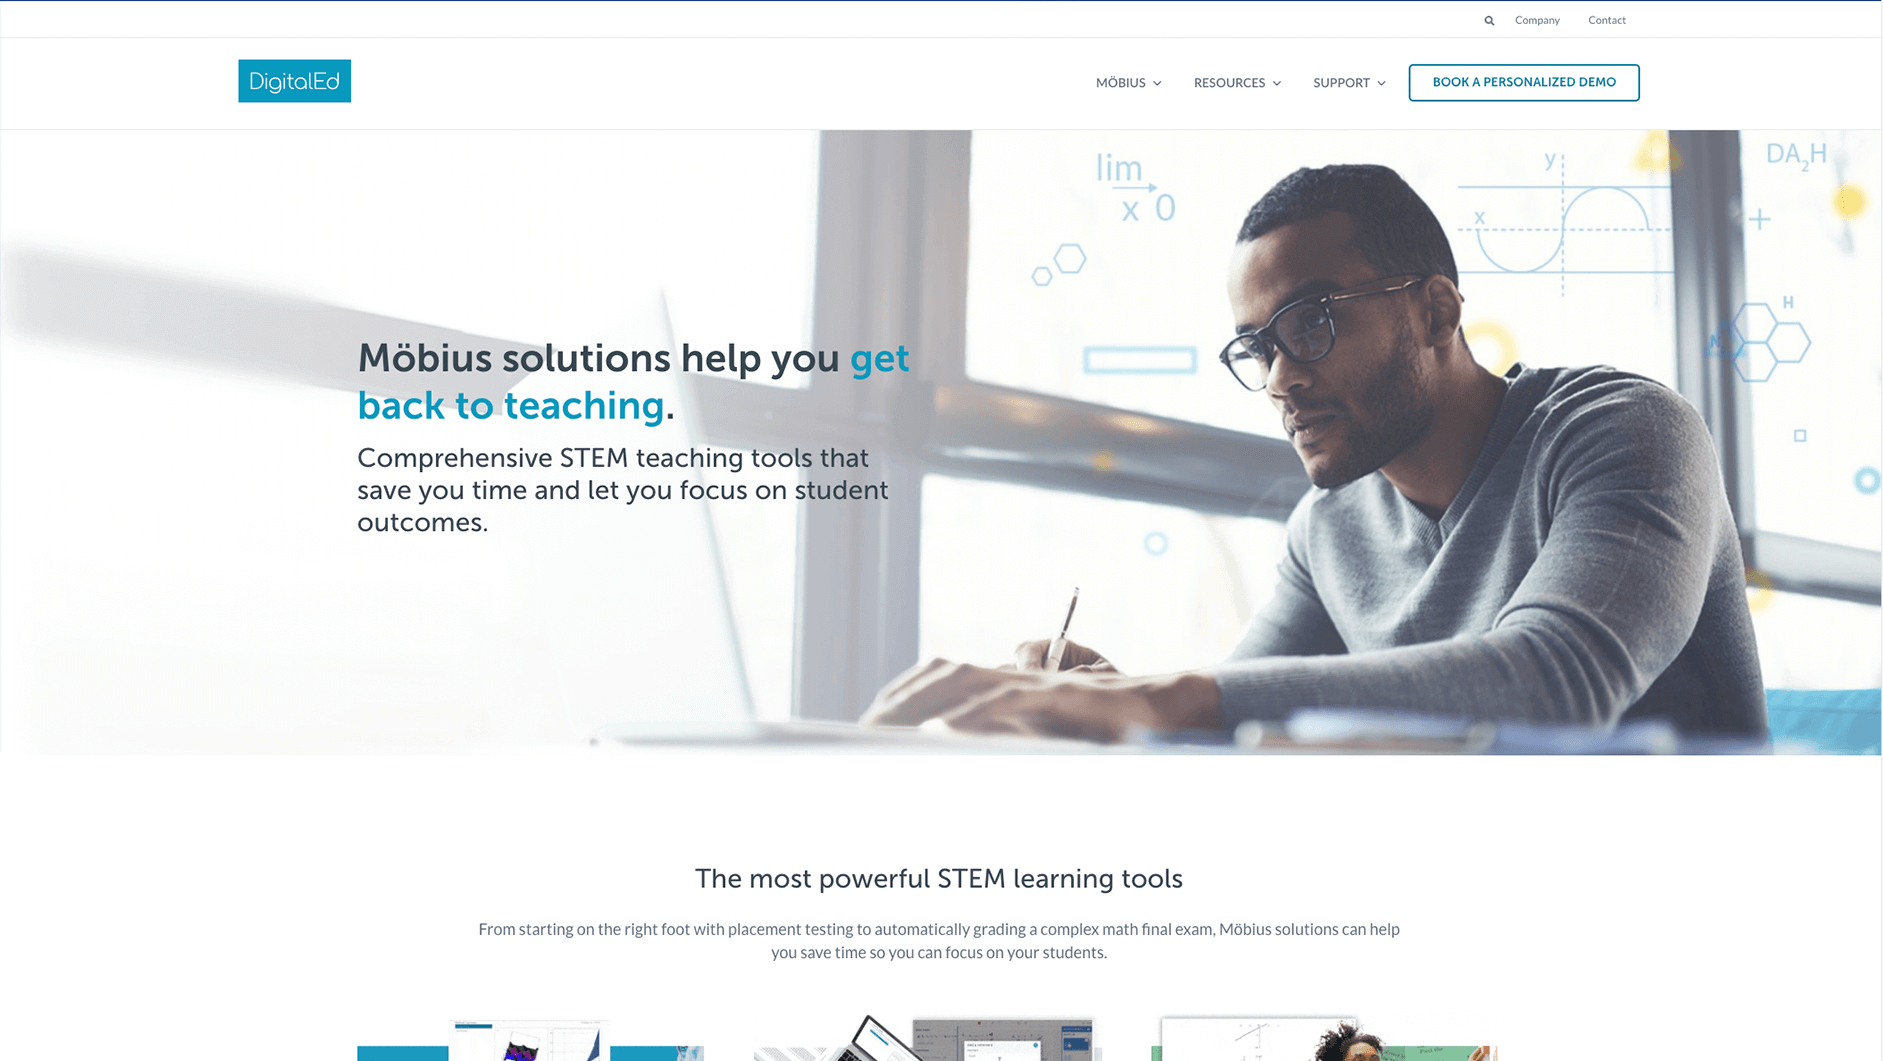 Company Contact
DigitalEd
MÖBIUS RESOURCES SUPPORT BOOK A PERSONALIZED DEMO
lim
x 0
y
x
DA2H
H
N
Möbius solutions help you get
back to teaching.
Comprehensive STEM teaching tools that
save you time and let you focus on student
outcomes.
The most powerful STEM learning tools
From starting on the right foot with placement testing to automatically grading a complex math final exam, Möbius solutions can help
you save time so you can focus on your students.